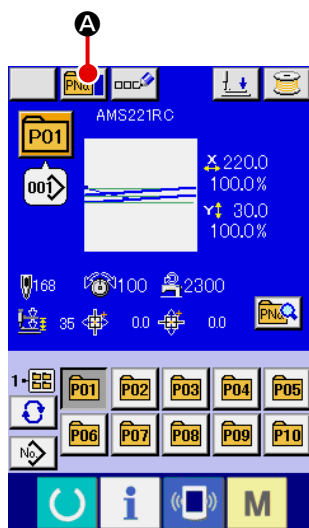 A
PNo
AMS221RC
P01
001
X 220.0
100.0%
Y 30.0
100.0%
168 100 2300
35 0.0 0.0
PNo
1-
P01 P02 P03 P04 P05
P06 P07 P08 P09 P10
No.
i M